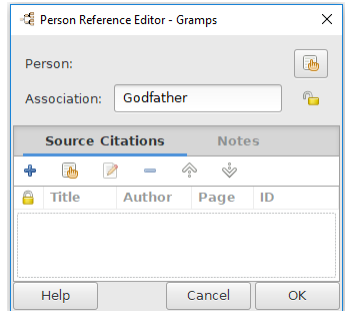 Person Reference Editor - Gramps
Person:
Association: Godfather
Source Citations Notes
Title Author Page ID
Help Cancel OK